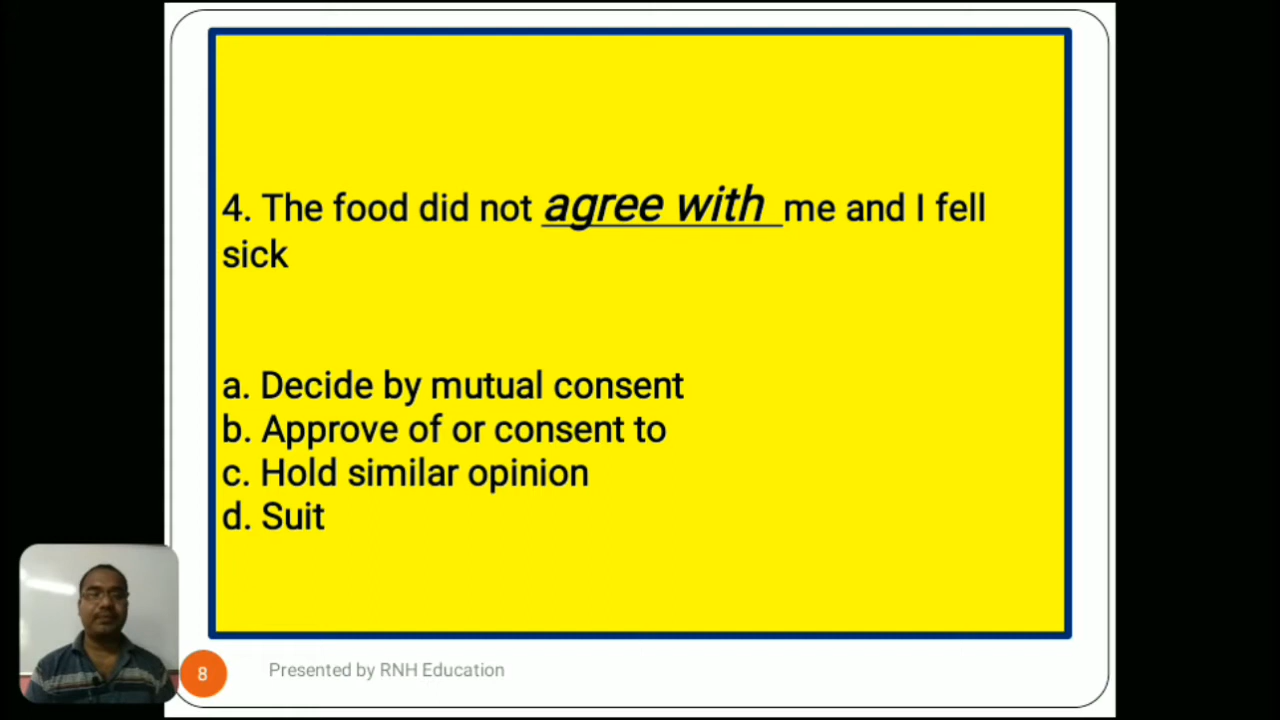 4. The food did not agree with me and I fell
sick
a. Decide by mutual consent
b. Approve of or consent to
c. Hold similar opinion
d. Suit
8 Presented by RNH Education